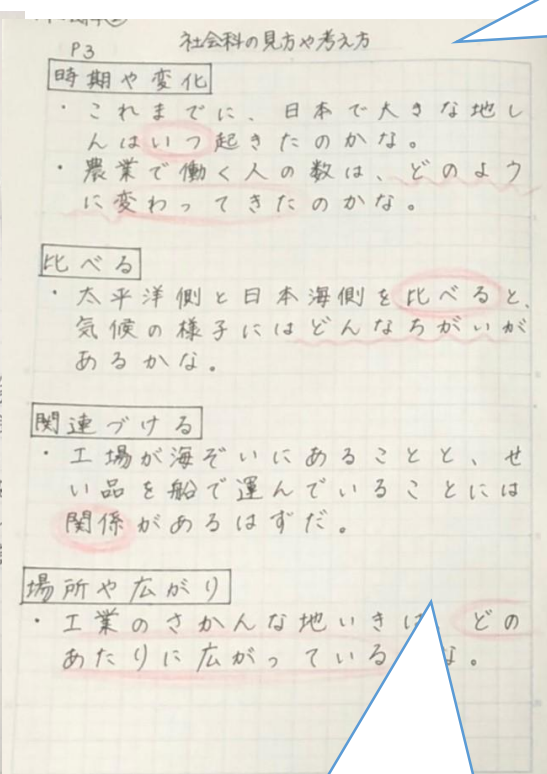 P3
社会科の見方や考え方
時期や変化
・これまでに、日本で大きな地し
んはいつ起きたのかな。
・農業で働く人の数は、どのよう
に変わってきたのかな。
比べる
・太平洋側と日本海側を比べると、
気候の様子にはどんなちがいが
あるかな。
関連づける
・工場が海ぞいにあることと、せ
い品を船で運んでいることには
関係があるはずだ。
場所や広がり
・工業のさかんな地いきは どの
あたりに広がっている な。